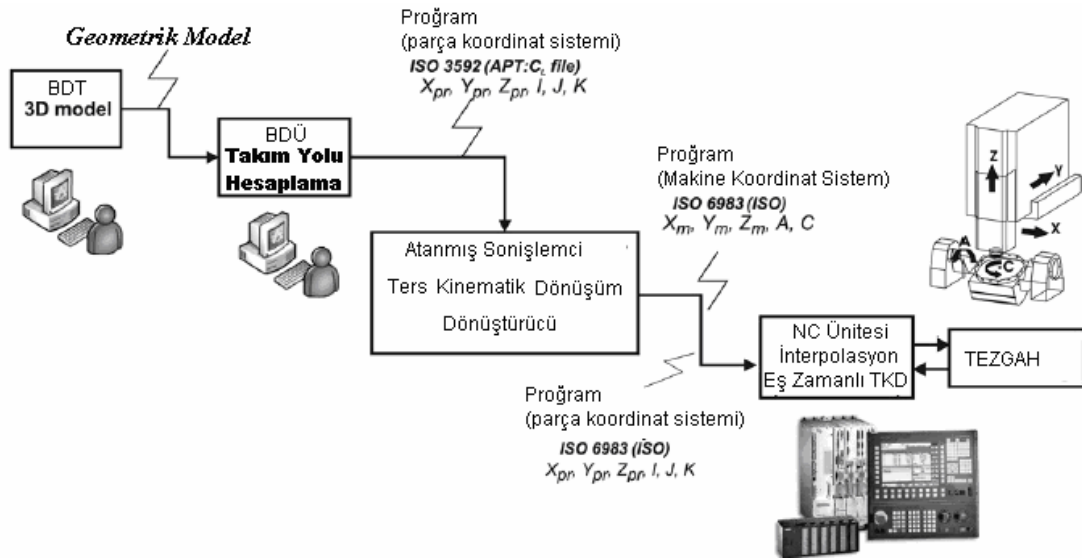 Geometrik Model
BDT
3D model
BDÜ
Takım Yolu
Hesaplama
Proğram
(parça koordinat sistemi)
ISO 3592 (APT:CL file)
Xpr, Ypr, Zpr, I, J, K
Atanmış Sonişlemci
Ters Kinematik Dönüşüm
Dönüştürücü
Proğram
(Makine Koordinat Sistem)
ISO 6983 (ISO)
Xm, Ym, Zm, A, C
Proğram
(parça koordinat sistemi)
ISO 6983 (İSO)
Xpr, Ypr, Zpr, I, J, K
NC Ünitesi
İnterpolasyon
Eş Zamanlı TKD
TEZGAH
Z
Y
X
A
C